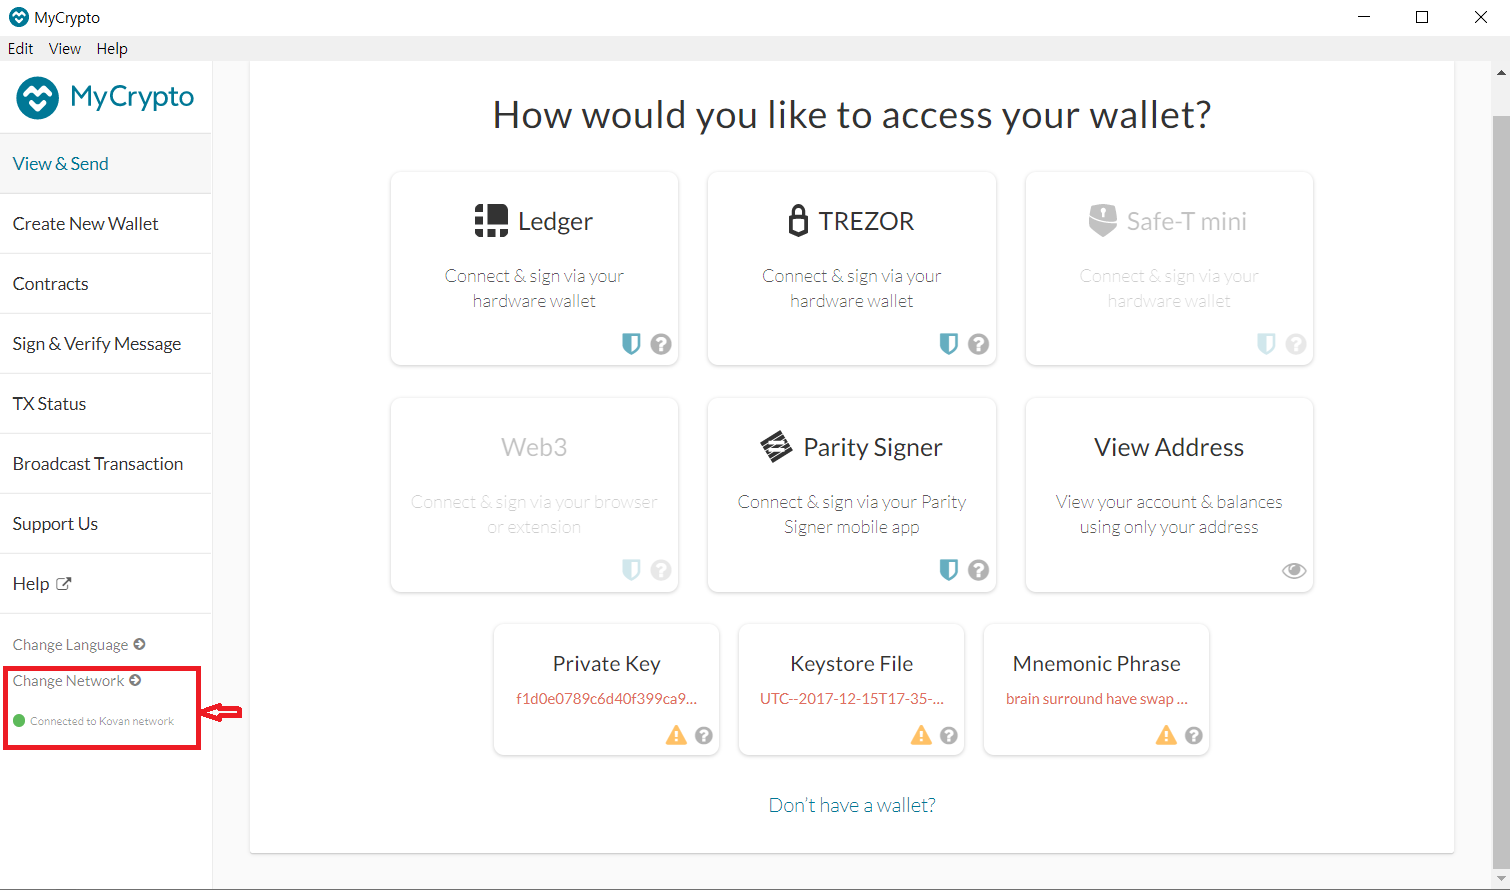 MyCrypto
Edit View Help
MyCrypto
View & Send
Create New Wallet
Contracts
Sign & Verify Message
TX Status
Broadcast Transaction
Support Us
Help
Change Language
Change Network
Connected to Kovan network
How would you like to access your wallet?
Ledger
Connect & sign via your
hardware wallet
TREZOR
Connect & sign via your
hardware wallet
Safe-T mini
Connect & sign via your
hardware wallet
Web3
Connect & sign via your browser
or extension
Parity Signer
Connect & sign via your Parity
Signer mobile app
View Address
View your account & balances
using only your address
Private Key
f1d0e0789c6d40f399ca9...
Keystore File
UTC--2017-12-15T17-35-...
Mnemonic Phrase
brain surround have swap ...
Don't have a wallet?